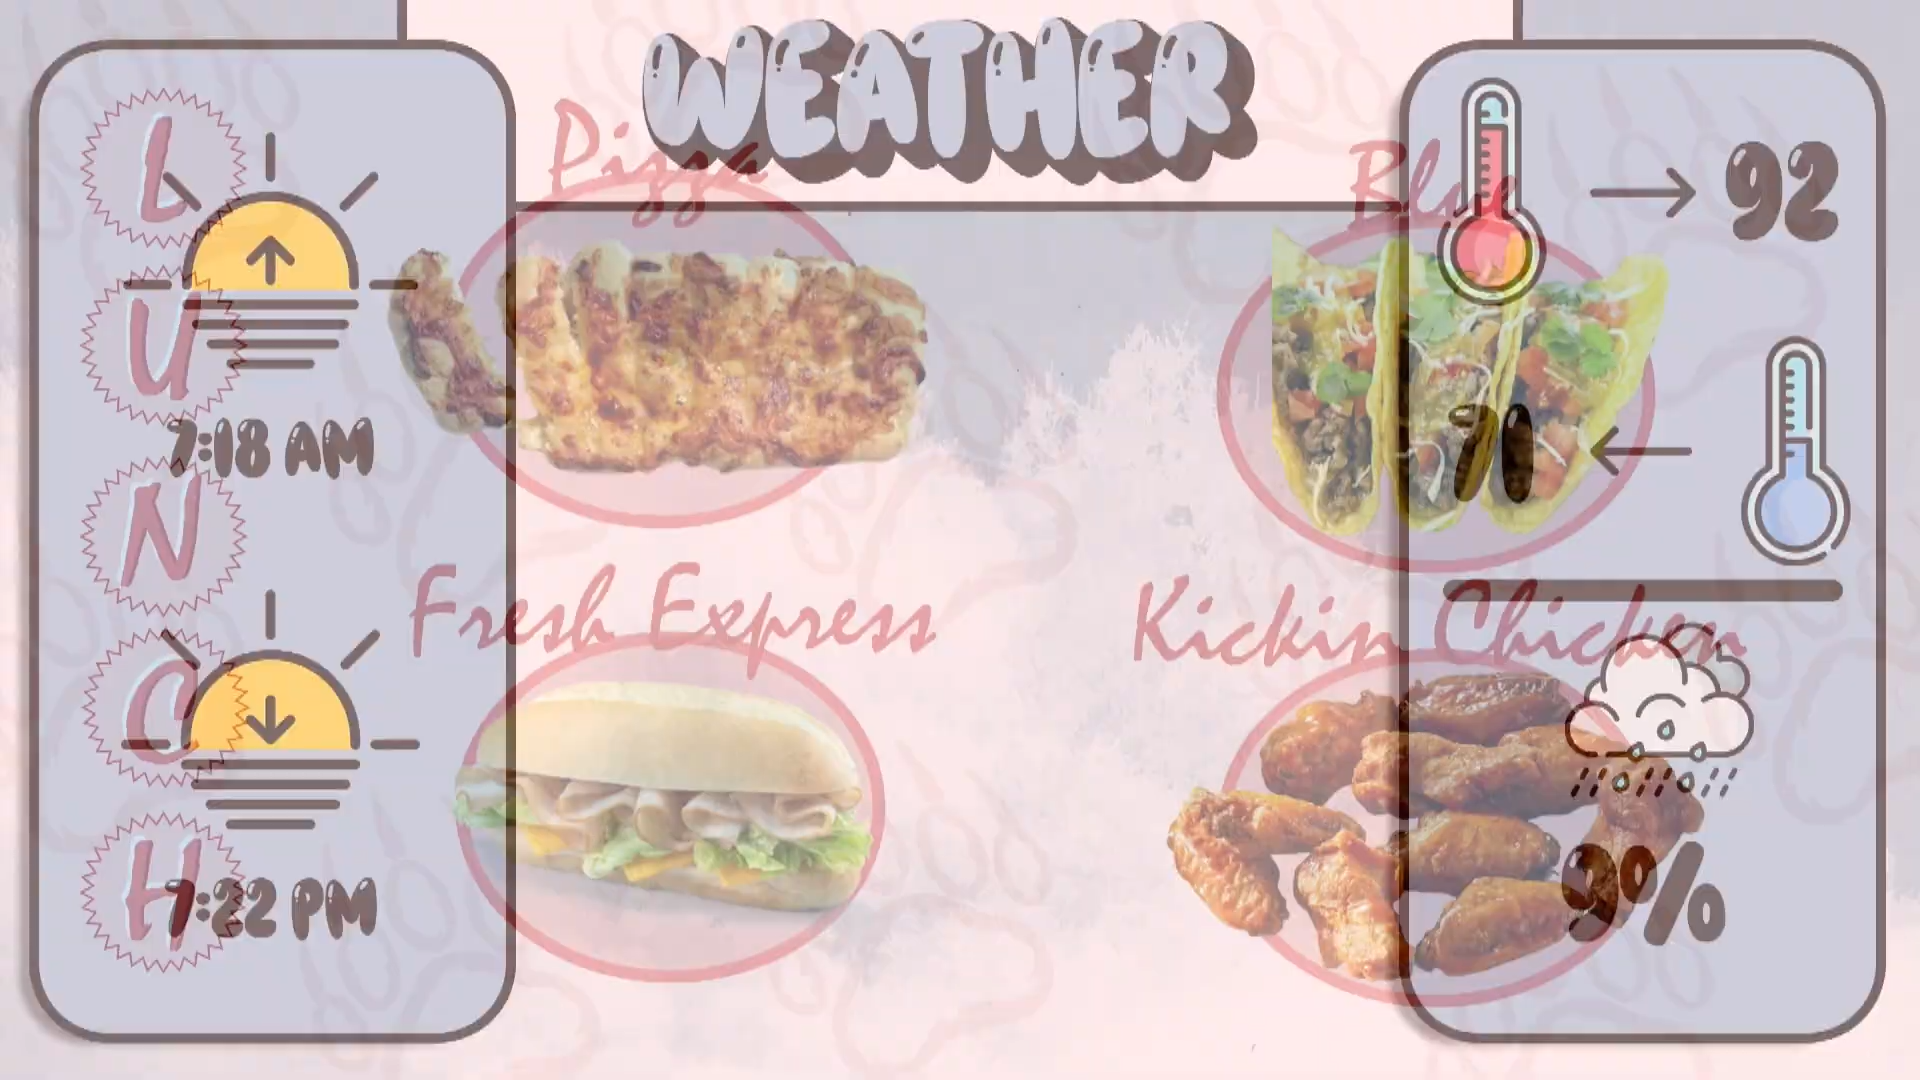 WEATHER
L
U
N
C
H
7:18 AM
7:22 PM
Pizza
Fresh Express
Kickin Chicken
92
71
9%